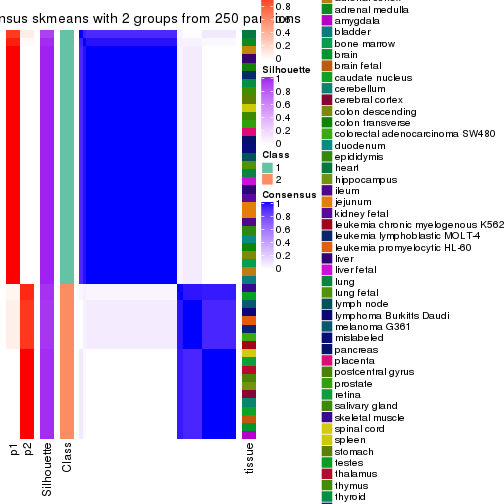 nsus skmeans with 2 groups from 250 par
0.8
0.6
0.4
0.2
0
Silhouette
1
0.8
0.6
0.4
0.2
0
Class
1
2
Consensus
1
0.8
0.6
0.4
0.2
0
adrenal medulla
amygdala
bladder
bone marrow
brain
brain fetal
caudate nucleus
cerebellum
cerebral cortex
colon descending
colon transverse
colorectal adenocarcinoma SW480
duodenum
epididymis
heart
hippocampus
ileum
jejunum
kidney fetal
leukemia chronic myelogenous K562
leukemia lymphoblastic MOLT-4
leukemia promyelocytic HL-60
liver
liver fetal
lung
lung fetal
lymph node
lymphoma Burkitts Daudi
melanoma G361
mislabeled
pancreas
placenta
postcentral gyrus
prostate
retina
salivary gland
skeletal muscle
spinal cord
spleen
stomach
testes
thalamus
thymus
thyroid
p1
p2
Silhouette
Class
tissue